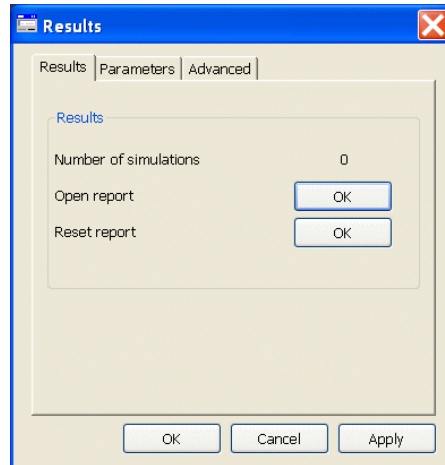 Results
Results Parameters Advanced
Results
Number of simulations 0
Open report OK
Reset report OK
OK Cancel Apply